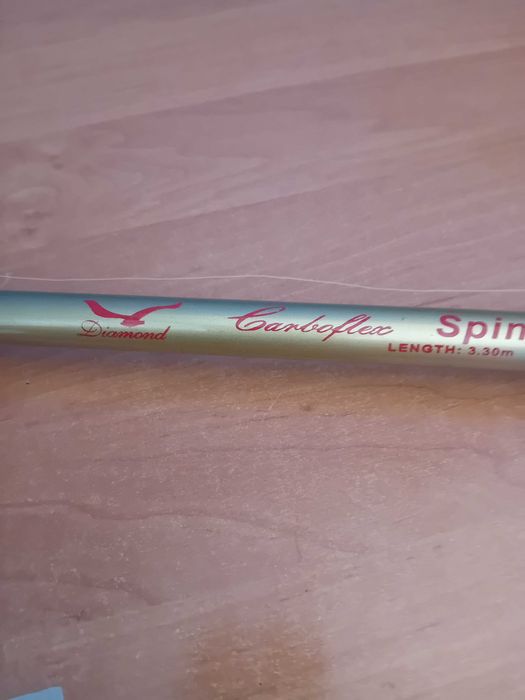 Diamond Carboflex Spin
LENGTH: 3.30m